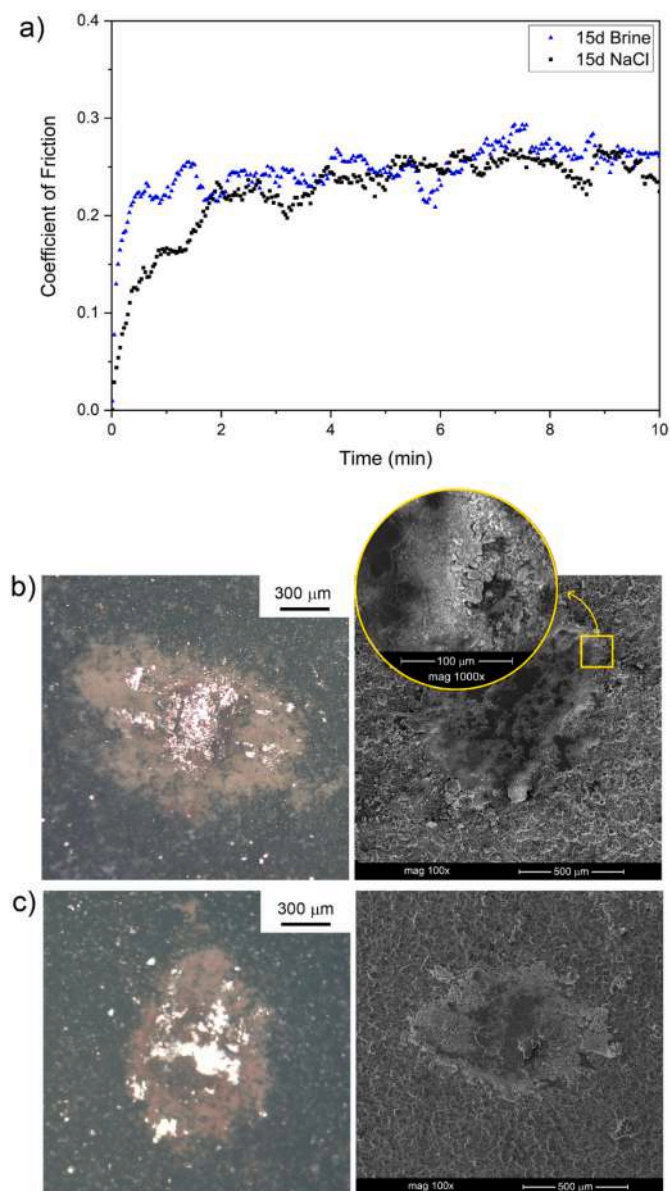 a)
0.4
0.3
0.2
0.1
0.0
Coefficient of Friction
15d Brine
15d NaCl
0 2 4 6 8 10
Time (min)
b)
300 μm
100 μm
mag 1000x
mag 100x 500 μm
c)
300 μm
mag 100x 500 μm